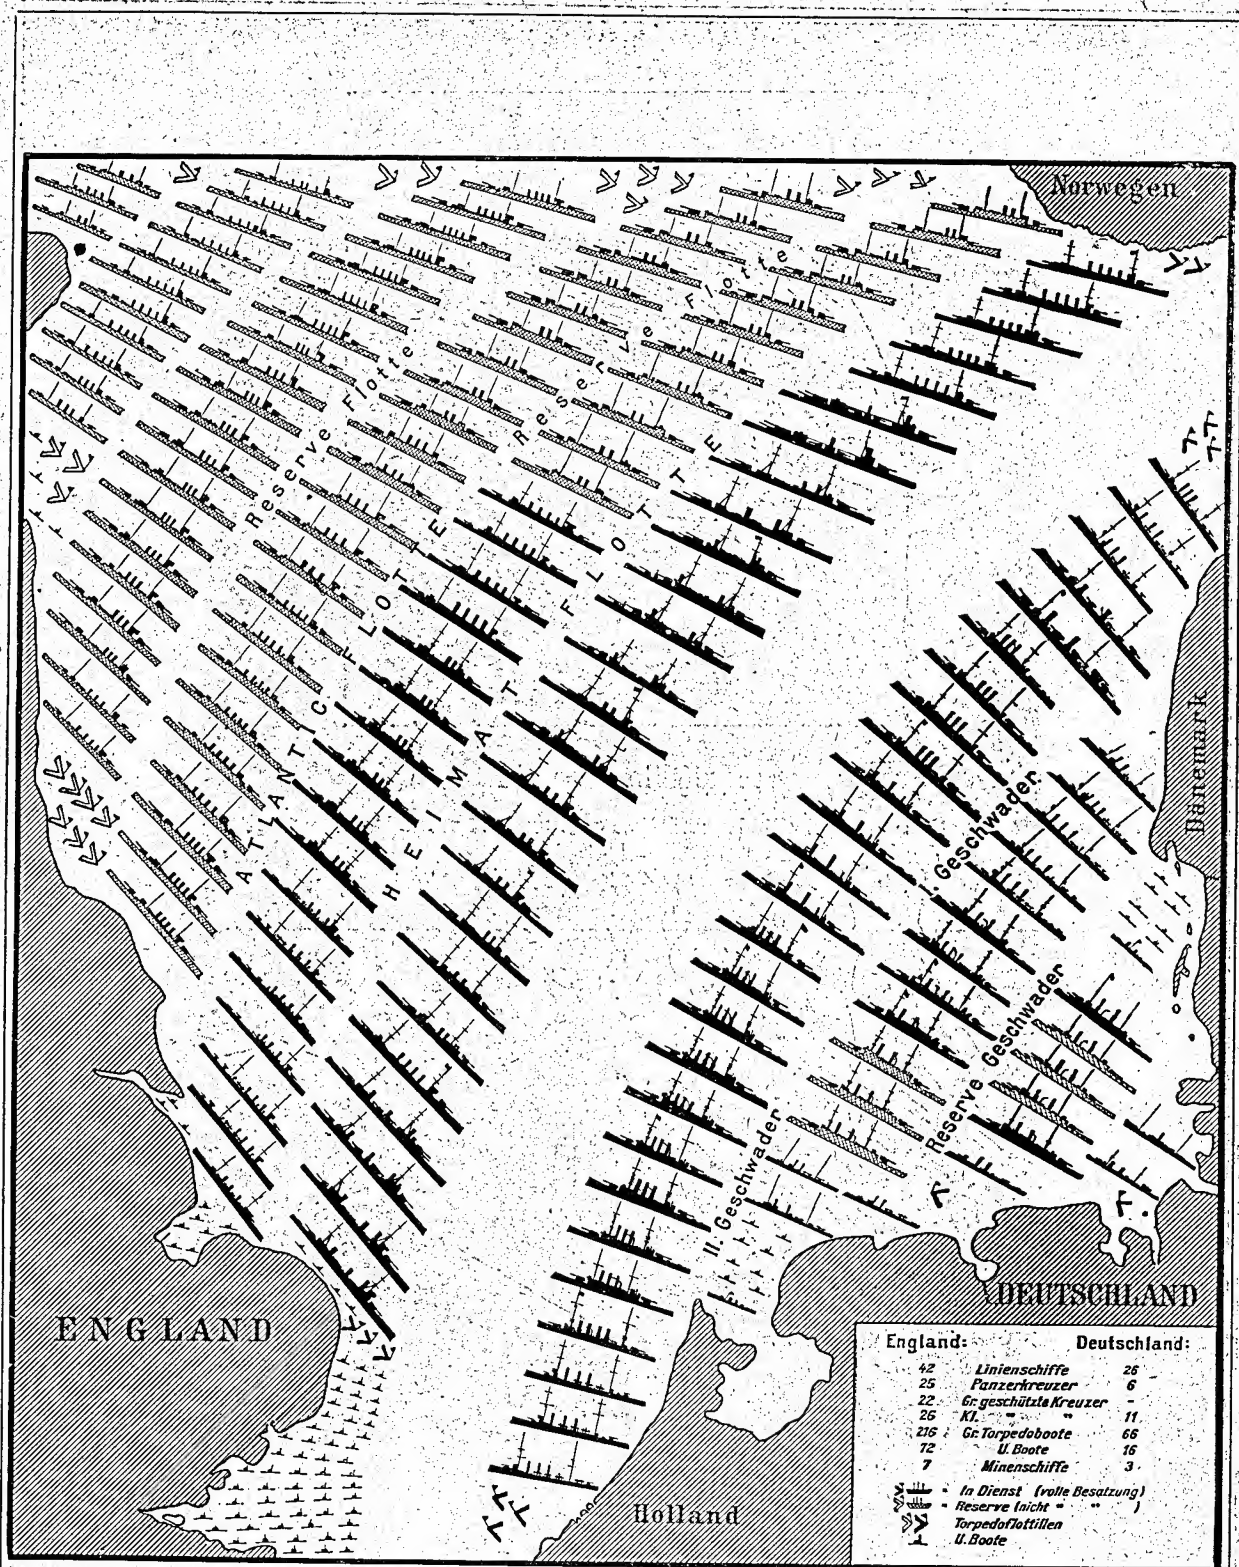 Norwegen
Reserve Flotte
Reserve Flotte
ATLANTIC FLOTTE
HEIMAT FLOTTE
Dänemark
I. Geschwader
Reserve Geschwader
II. Geschwader
ENGLAND
DEUTSCHLAND
Holland
England: Deutschland:
42 Linienschiffe 26
25 Panzerkreuzer 6
22 Gr. geschützte Kreuzer -
26 Kl. " " 11
216 Gr. Torpedoboote 66
72 U. Boote 16
7 Minenschiffe 3
= In Dienst (volle Besatzung)
= Reserve (nicht " " )
Torpedoflottillen
U. Boote